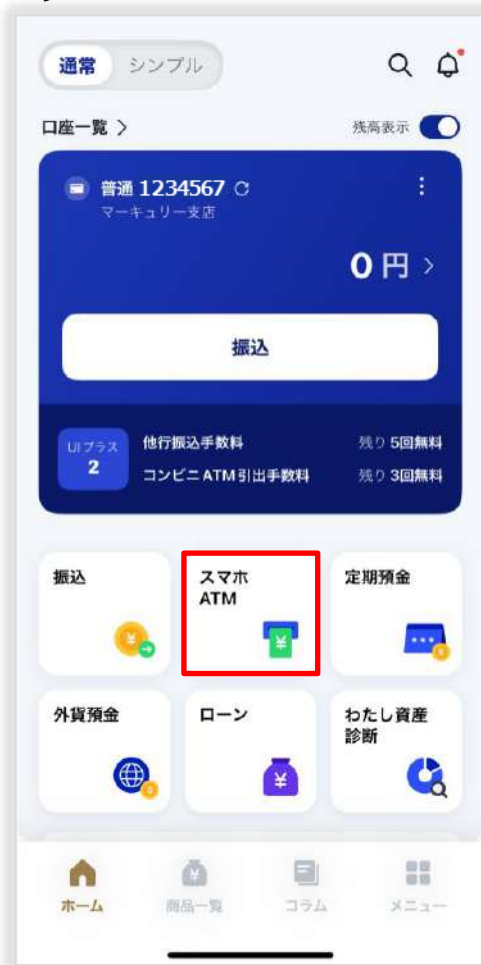 通常 シンプル
口座一覧 〉 残高表示
普通 1234567
マーキュリー支店
0 円 〉
振込
UIプラス 2
他行振込手数料 残り 5回無料
コンビニATM引出手数料 残り 3回無料
振込
スマホ
ATM
定期預金
外貨預金
ローン
わたし資産
診断
ホーム 商品一覧 コラム メニュー